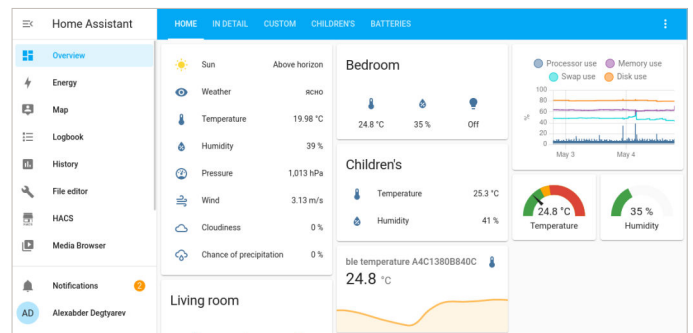 Home Assistant
HOME IN DETAIL CUSTOM CHILDREN'S BATTERIES
Overview
Energy
Map
Logbook
History
File editor
HACS
Media Browser
Notifications 2
AD Alexabder Degtyarev
Sun Above horizon
Weather ясно
Temperature 19.98 °C
Humidity 39 %
Pressure 1,013 hPa
Wind 3.13 m/s
Cloudiness 0 %
Chance of precipitation 0 %
Living room
Bedroom
24.8 °C 35 % Off
Children's
Temperature 25.3 °C
Humidity 41 %
ble temperature A4C1380B840C
24.8 °C
Processor use Memory use
Swap use Disk use
100
80
60
40
20
0
%
May 3 May 4
24.8 °C
Temperature
35 %
Humidity